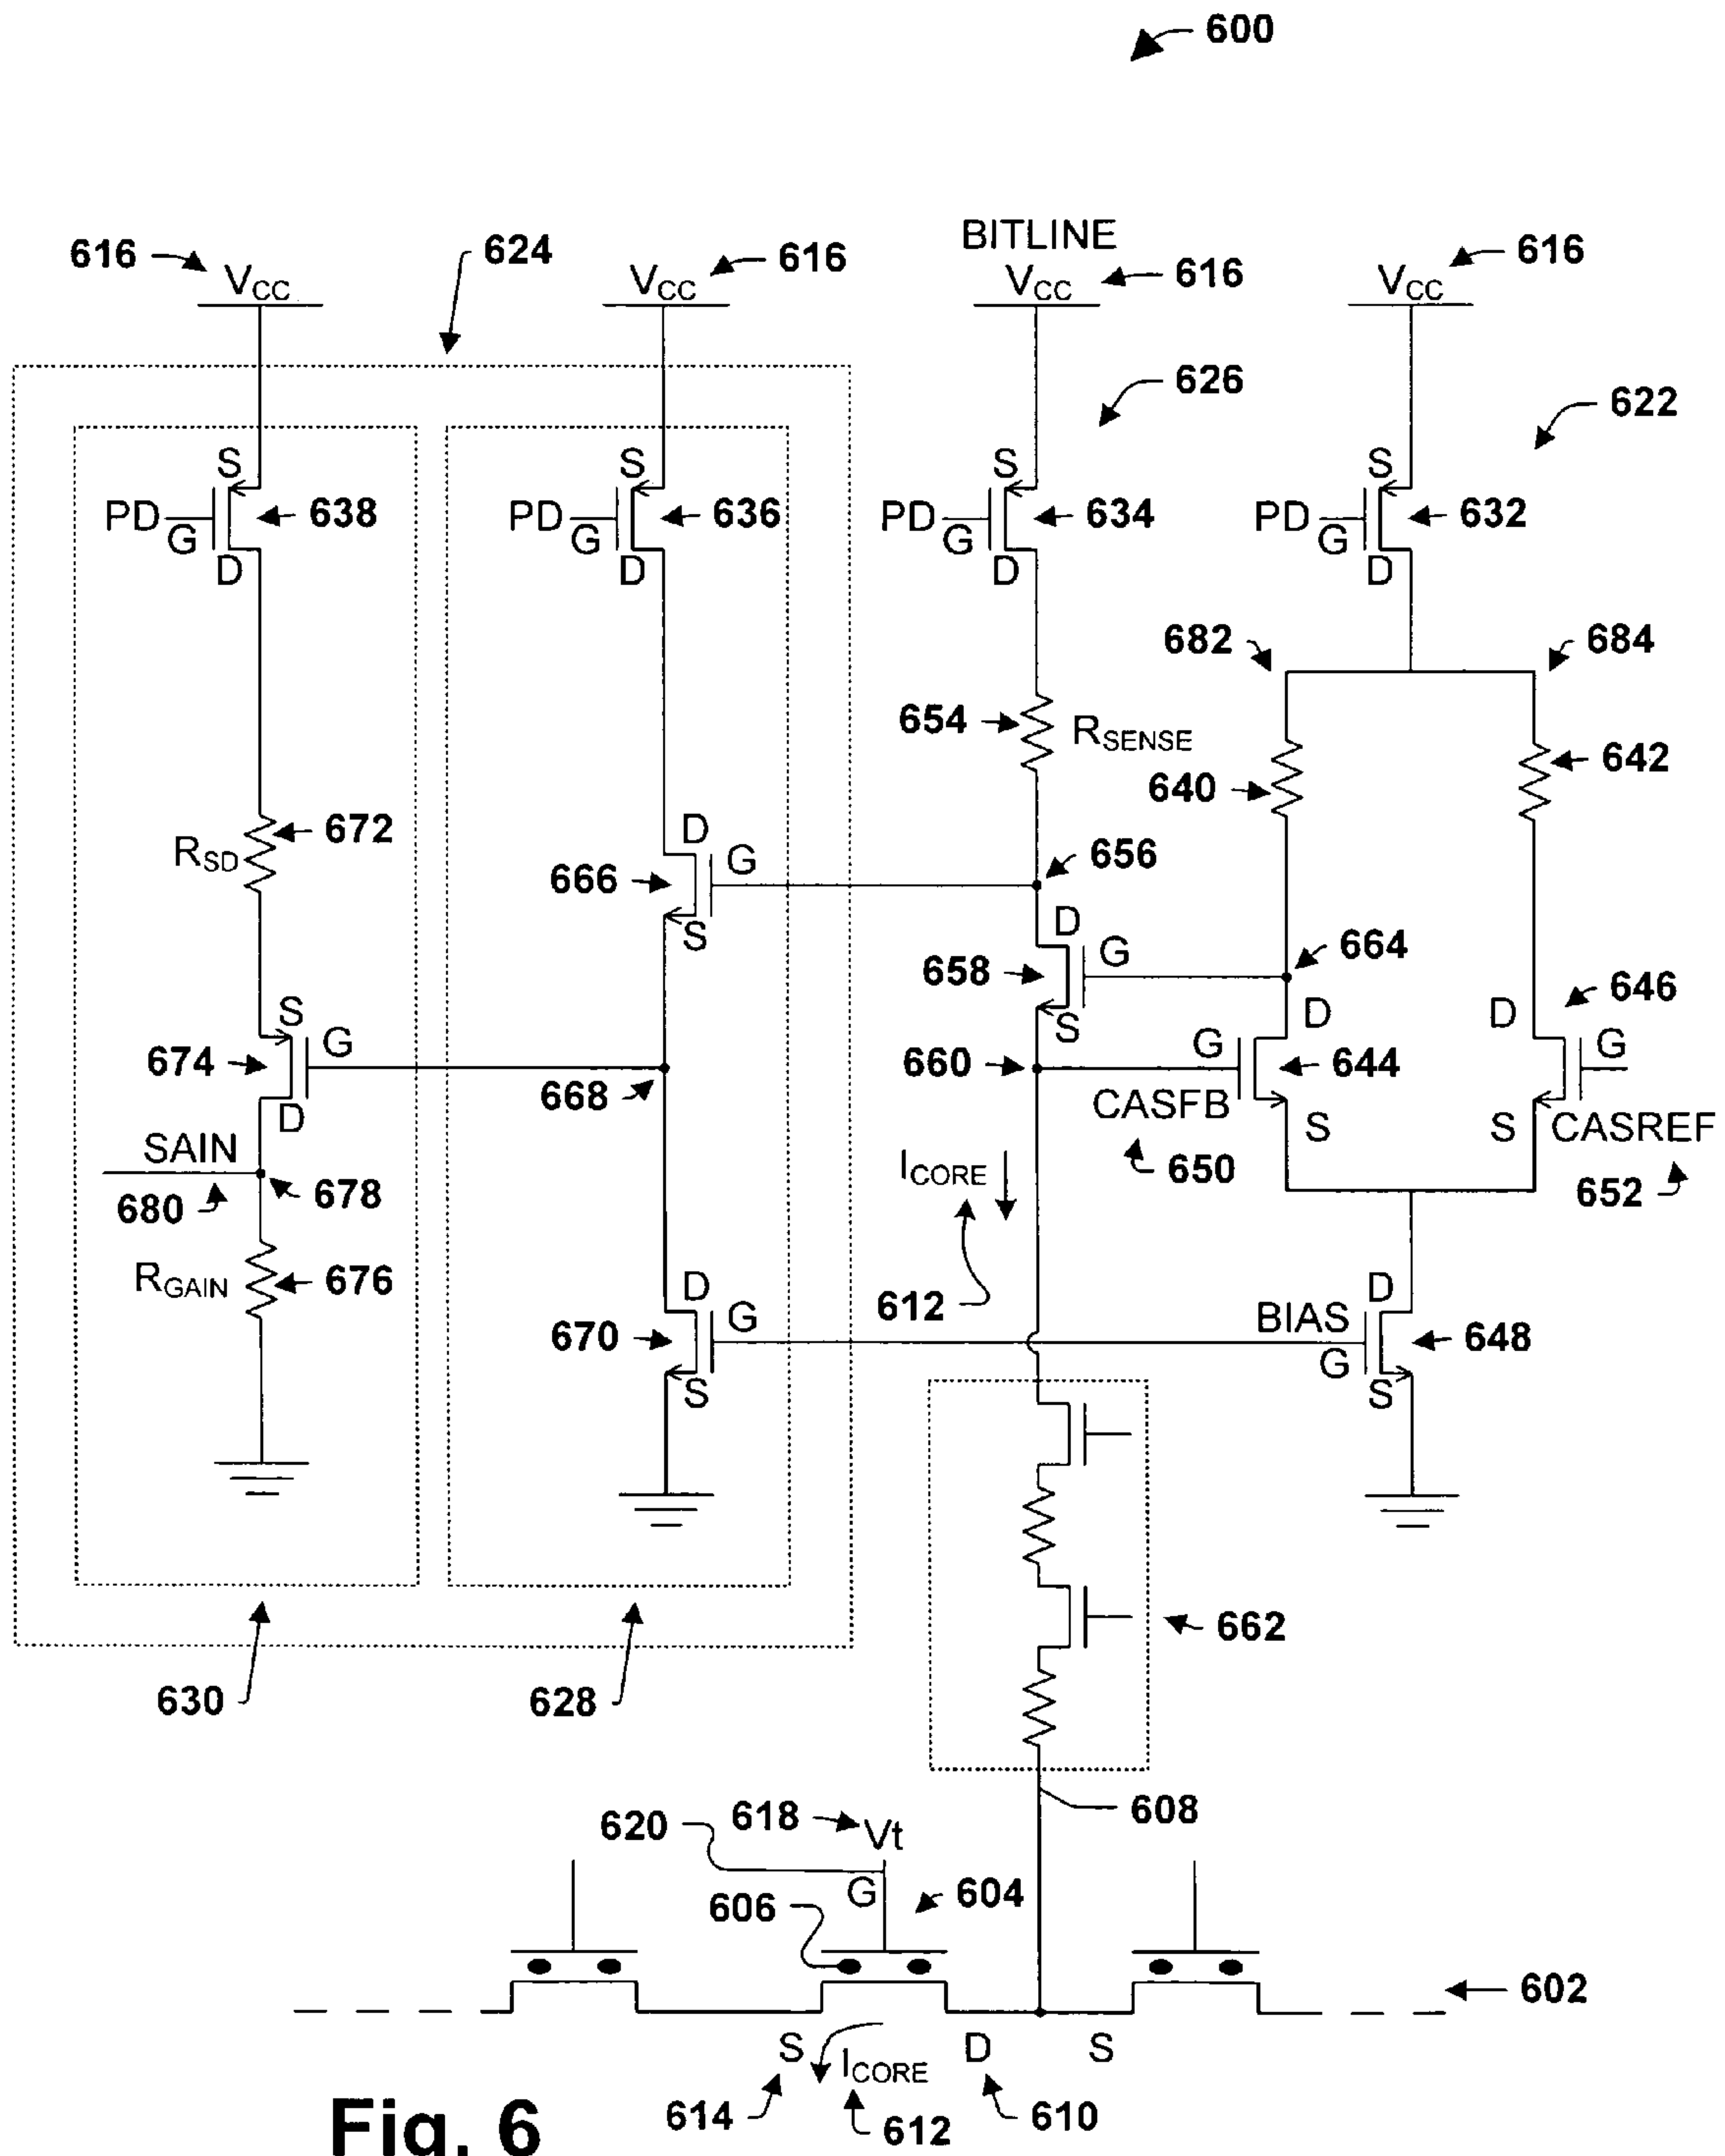 600
BITLINE
616 624 616 616 616
VCC VCC VCC VCC
626
622
S S S S
PD 638 PD 636 PD 634 PD 632
G G G G
D D D D
682 684
654 RSENSE 642
640
672
RSD
D G 656
666
S
D 664
658 G
646
S S D D
674 G 660 G 644 G
668 CASFB
D S S CASREF
SAIN
ICORE 650
680 678 652
RGAIN 676 D D
612 BIAS
670 G 648
G
S S
662
630 628
618 Vt 608
620
G 604
606
602
S D S
ICORE
614 612 610
Fig. 6